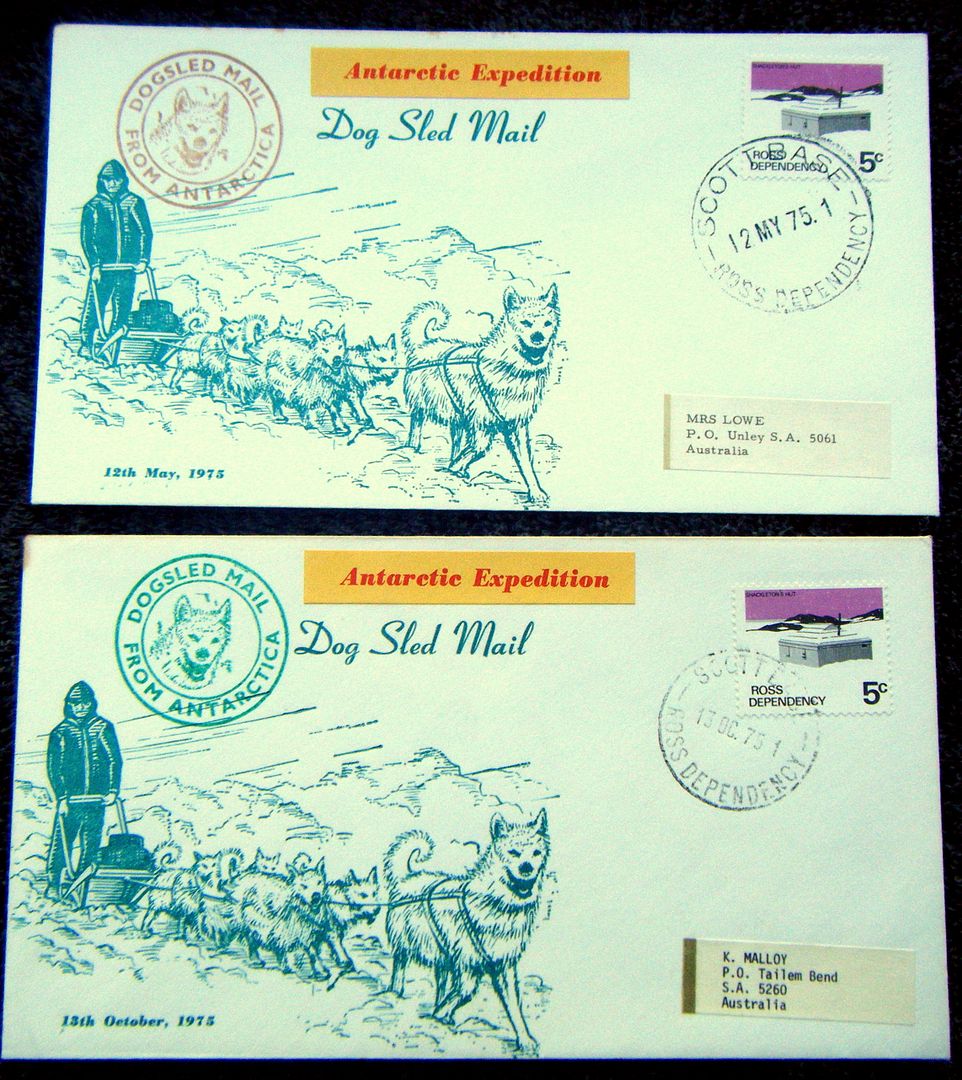 DOGSLED MAIL
FROM ANTARCTICA
Antarctic Expedition
Dog Sled Mail
SHACKLETON'S HUT
ROSS
DEPENDENCY
5c
SCOTT BASE
12 MY 75.1
ROSS DEPENDENCY
MRS LOWE
P.O. Unley S.A. 5061
Australia
12th May, 1975
DOGSLED MAIL
FROM ANTARCTICA
Antarctic Expedition
Dog Sled Mail
SHACKLETON'S HUT
ROSS
DEPENDENCY
5c
SCOTT
13 OC. 75 1
ROSS DEPENDENCY
K. MALLOY
P.O. Tailem Bend
S.A. 5260
Australia
13th October, 1975